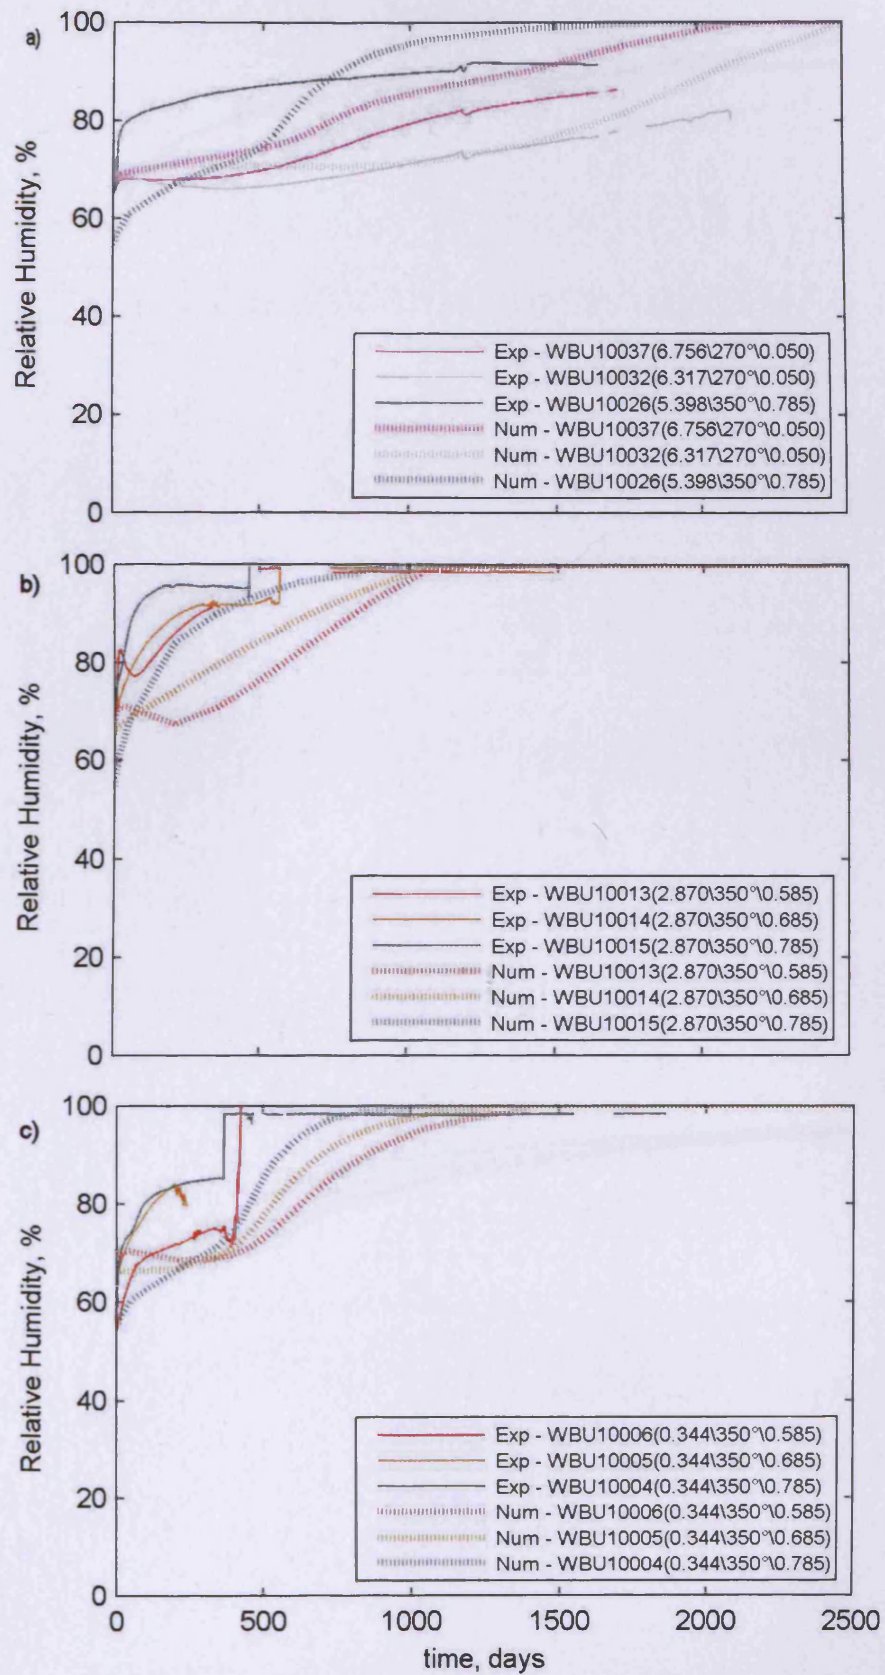 a)
100
80
60
40
20
0
Relative Humidity, %
Exp - WBU10037(6.756\270°\0.050)
Exp - WBU10032(6.317\270°\0.050)
Exp - WBU10026(5.398\350°\0.785)
Num - WBU10037(6.756\270°\0.050)
Num - WBU10032(6.317\270°\0.050)
Num - WBU10026(5.398\350°\0.785)
b)
100
80
60
40
20
0
Relative Humidity, %
Exp - WBU10013(2.870\350°\0.585)
Exp - WBU10014(2.870\350°\0.685)
Exp - WBU10015(2.870\350°\0.785)
Num - WBU10013(2.870\350°\0.585)
Num - WBU10014(2.870\350°\0.685)
Num - WBU10015(2.870\350°\0.785)
c)
100
80
60
40
20
0
Relative Humidity, %
Exp - WBU10006(0.344\350°\0.585)
Exp - WBU10005(0.344\350°\0.685)
Exp - WBU10004(0.344\350°\0.785)
Num - WBU10006(0.344\350°\0.585)
Num - WBU10005(0.344\350°\0.685)
Num - WBU10004(0.344\350°\0.785)
0 500 1000 1500 2000 2500
time, days